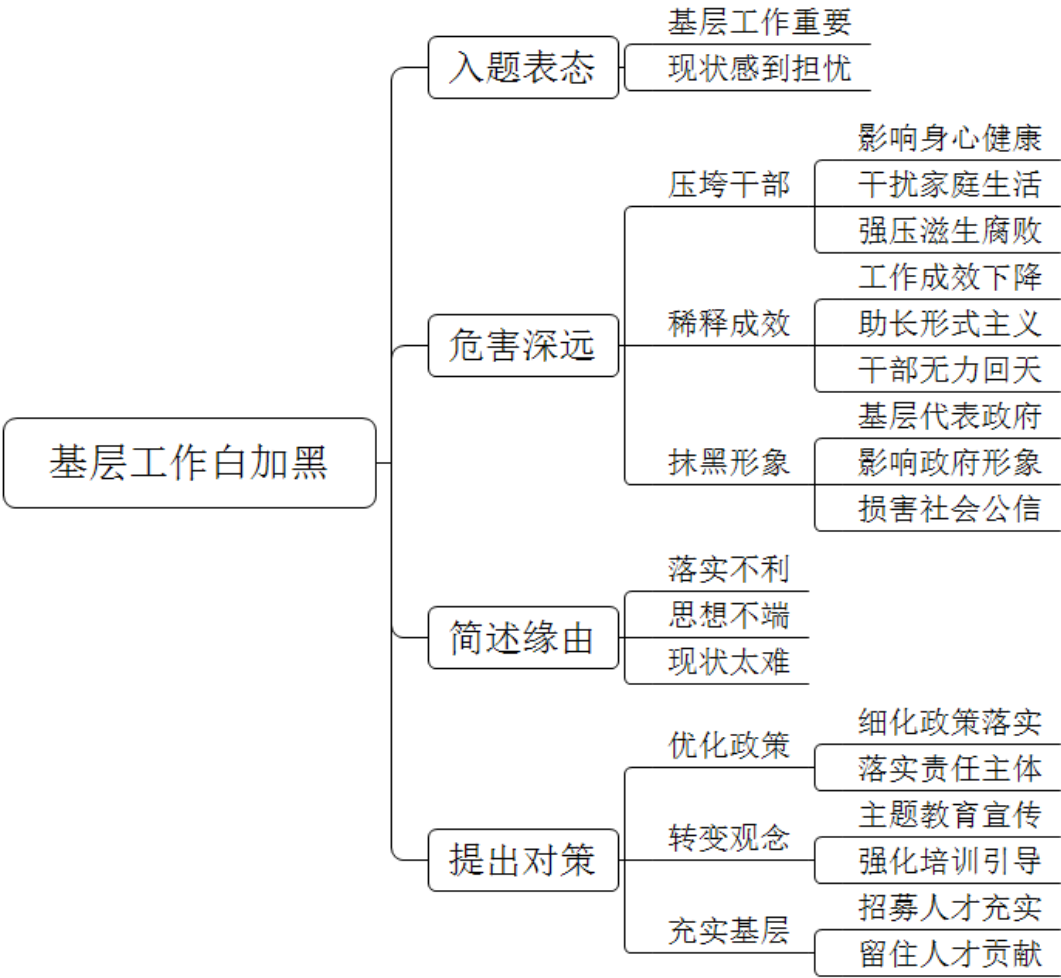 基层工作白加黑
入题表态
基层工作重要
现状感到担忧
危害深远
压垮干部
影响身心健康
干扰家庭生活
强压滋生腐败
稀释成效
工作成效下降
助长形式主义
干部无力回天
抹黑形象
基层代表政府
影响政府形象
损害社会公信
简述缘由
落实不利
思想不端
现状太难
提出对策
优化政策
细化政策落实
落实责任主体
转变观念
主题教育宣传
强化培训引导
充实基层
招募人才充实
留住人才贡献